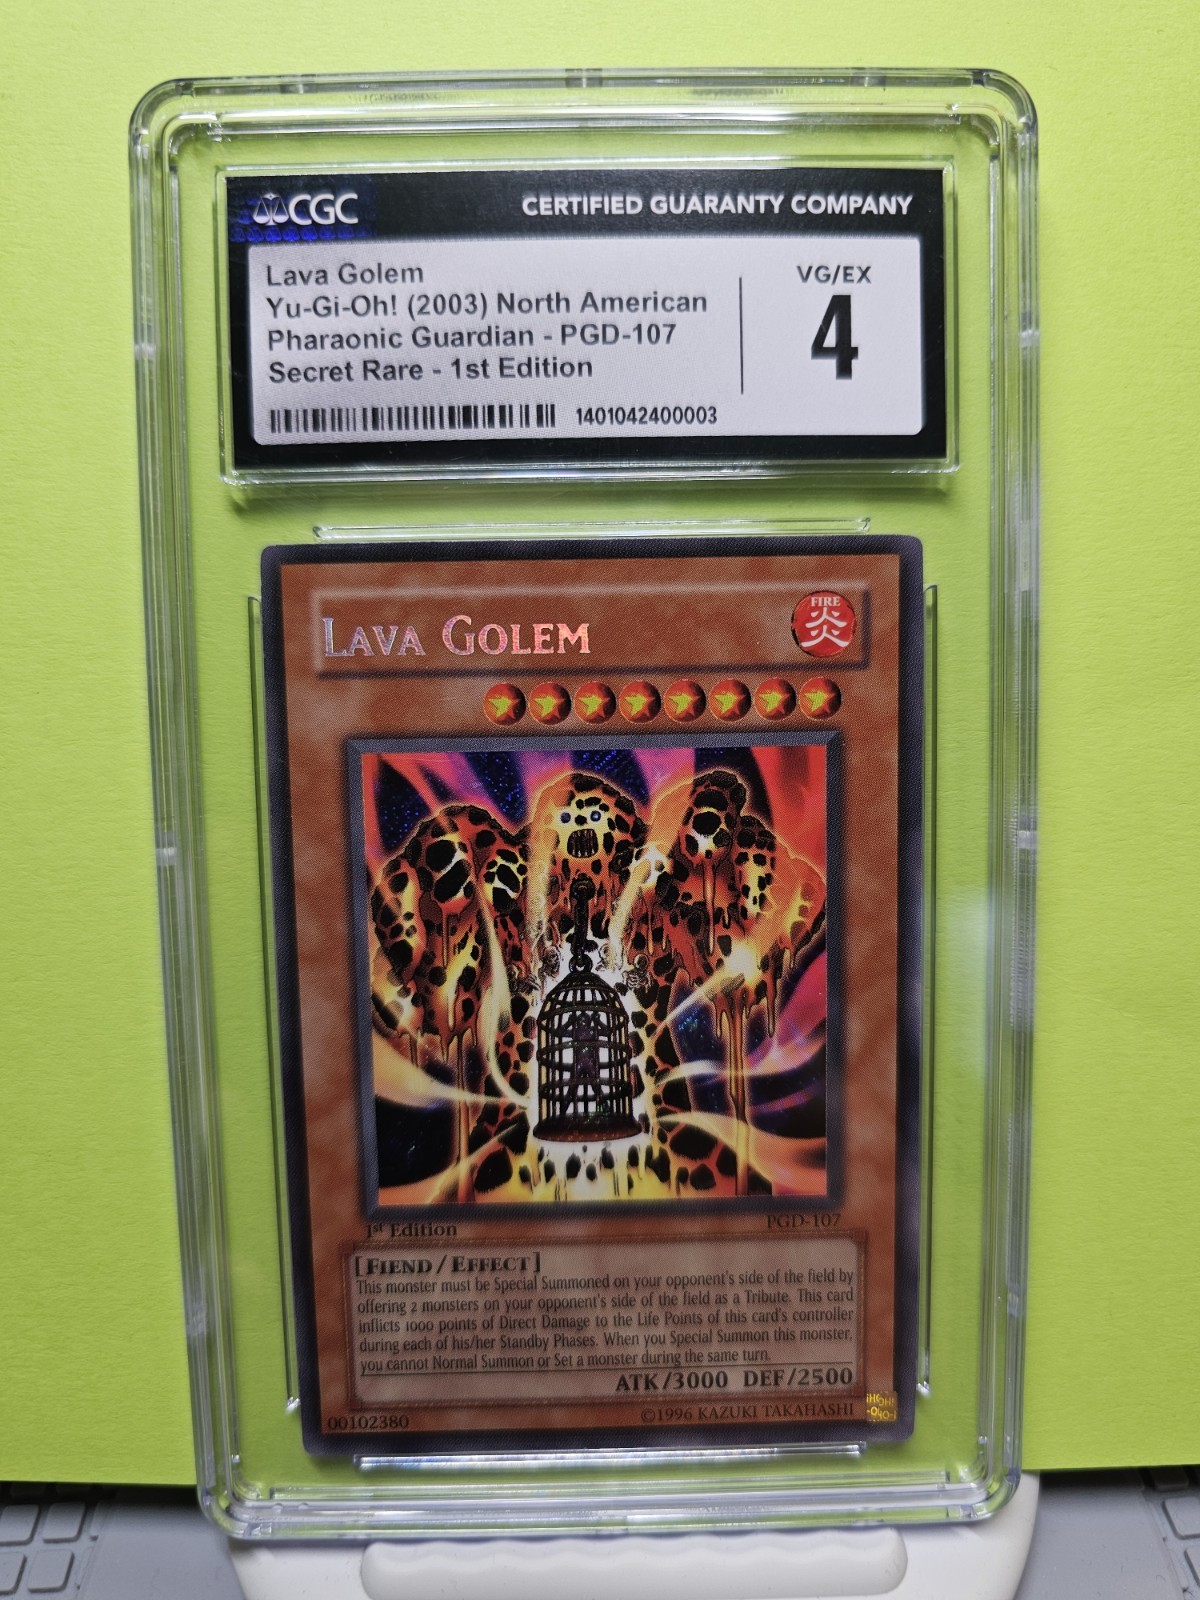 CGC CERTIFIED GUARANTY COMPANY
Lava Golem
Yu-Gi-Oh! (2003) North American
Pharaonic Guardian - PGD-107
Secret Rare - 1st Edition
1401042400003
VG/EX
4
LAVA GOLEM
FIRE
炎
1st Edition
PGD-107
[FIEND/EFFECT]
This monster must be Special Summoned on your opponent's side of the field by
offering 2 monsters on your opponent's side of the field as a Tribute. This card
inflicts 1000 points of Direct Damage to the Life Points of this card's controller
during each of his/her Standby Phases. When you Special Summon this monster,
you cannot Normal Summon or Set a monster during the same turn.
ATK/3000 DEF/2500
00102380
©1996 KAZUKI TAKAHASHI